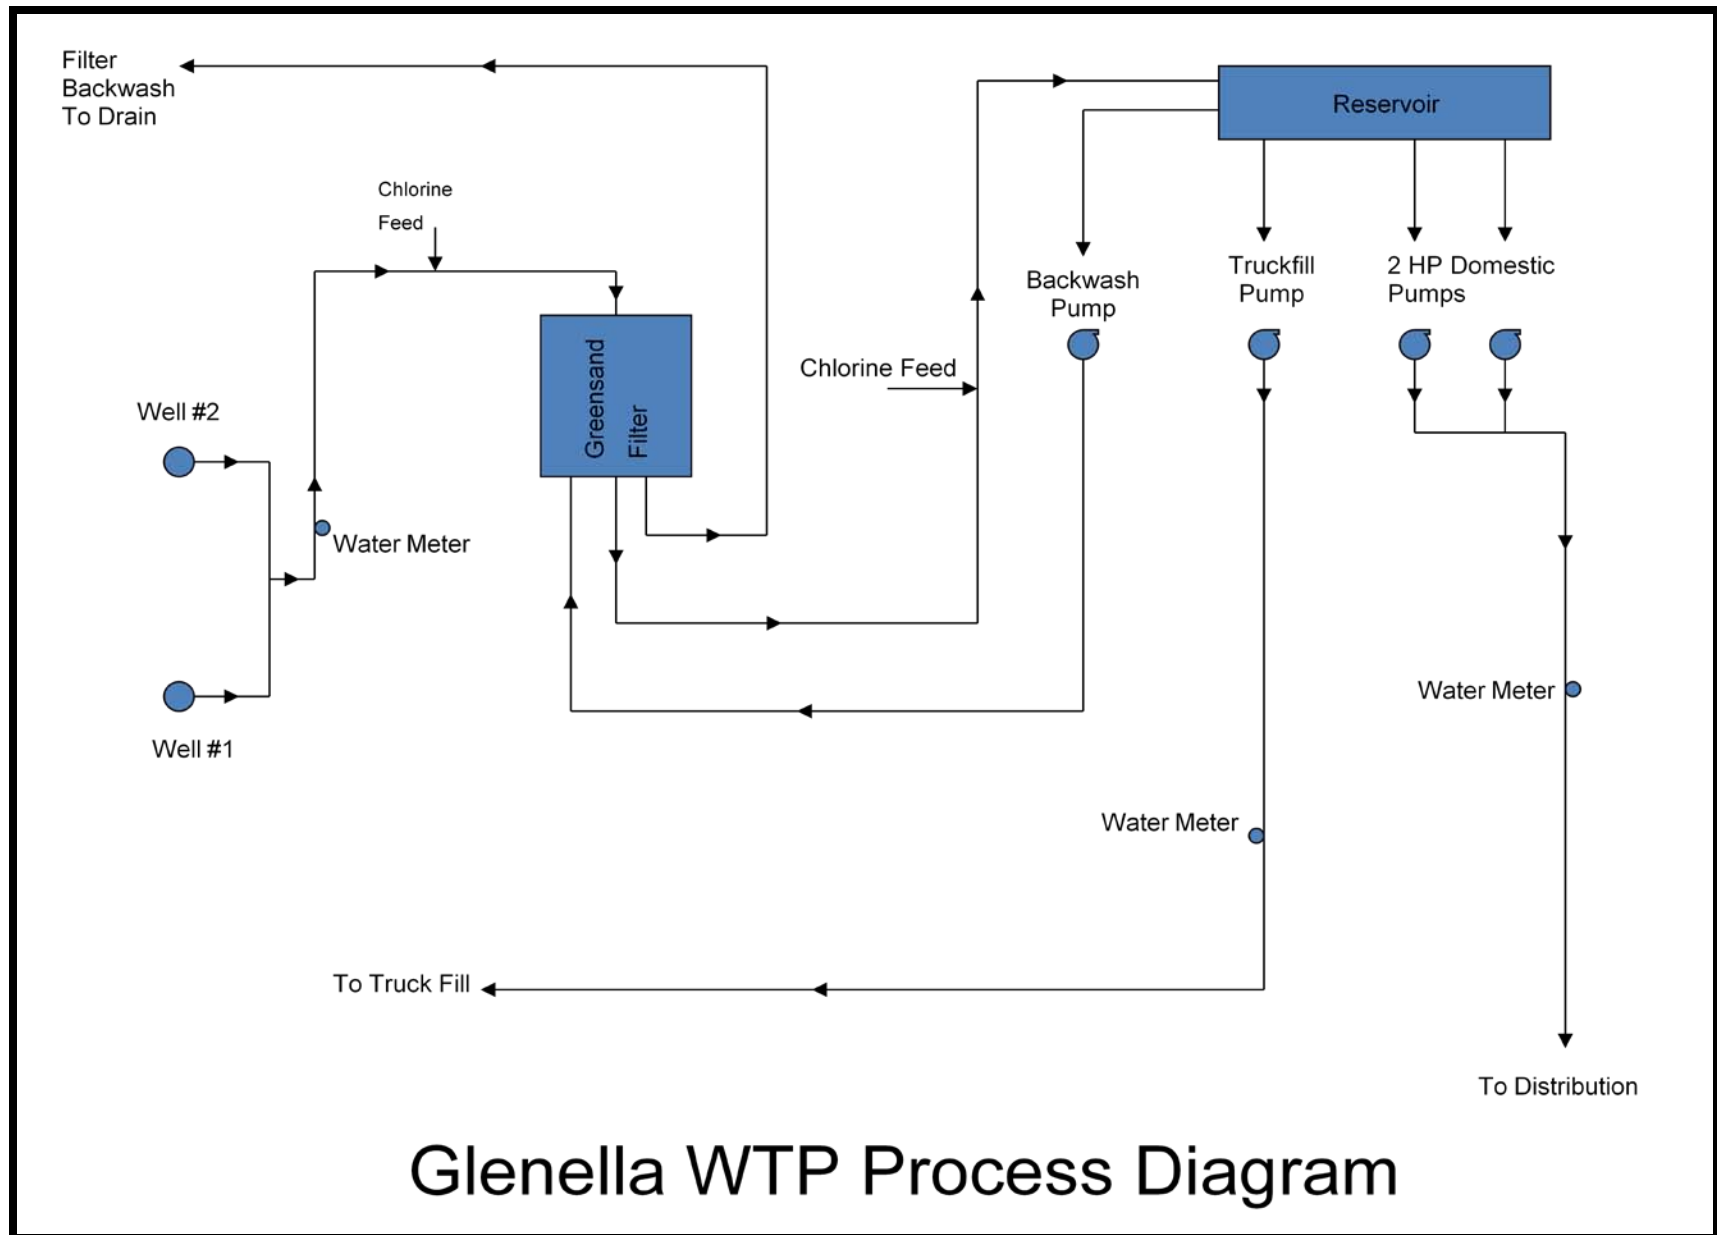 Filter
Backwash
To Drain
Reservoir
Chlorine
Feed
Backwash
Pump
Truckfill
Pump
2 HP Domestic
Pumps
Greensand
Filter
Chlorine Feed
Well #2
Water Meter
Well #1
Water Meter
Water Meter
To Truck Fill
To Distribution
Glenella WTP Process Diagram